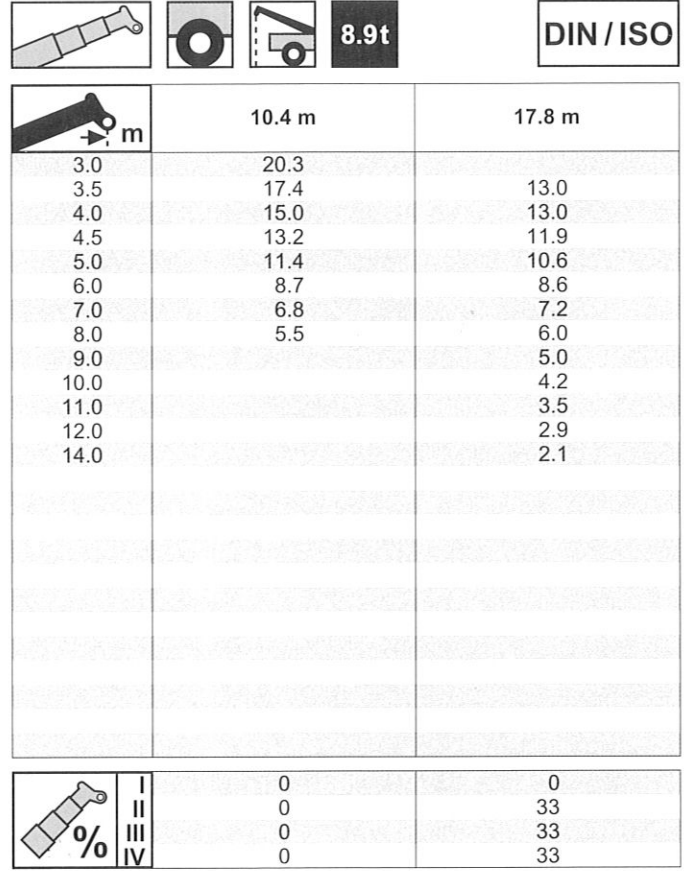 8.9t DIN / ISO
m 10.4 m 17.8 m
3.0 20.3
3.5 17.4 13.0
4.0 15.0 13.0
4.5 13.2 11.9
5.0 11.4 10.6
6.0 8.7 8.6
7.0 6.8 7.2
8.0 5.5 6.0
9.0 5.0
10.0 4.2
11.0 3.5
12.0 2.9
14.0 2.1
I 0 0
II 0 33
% III 0 33
IV 0 33